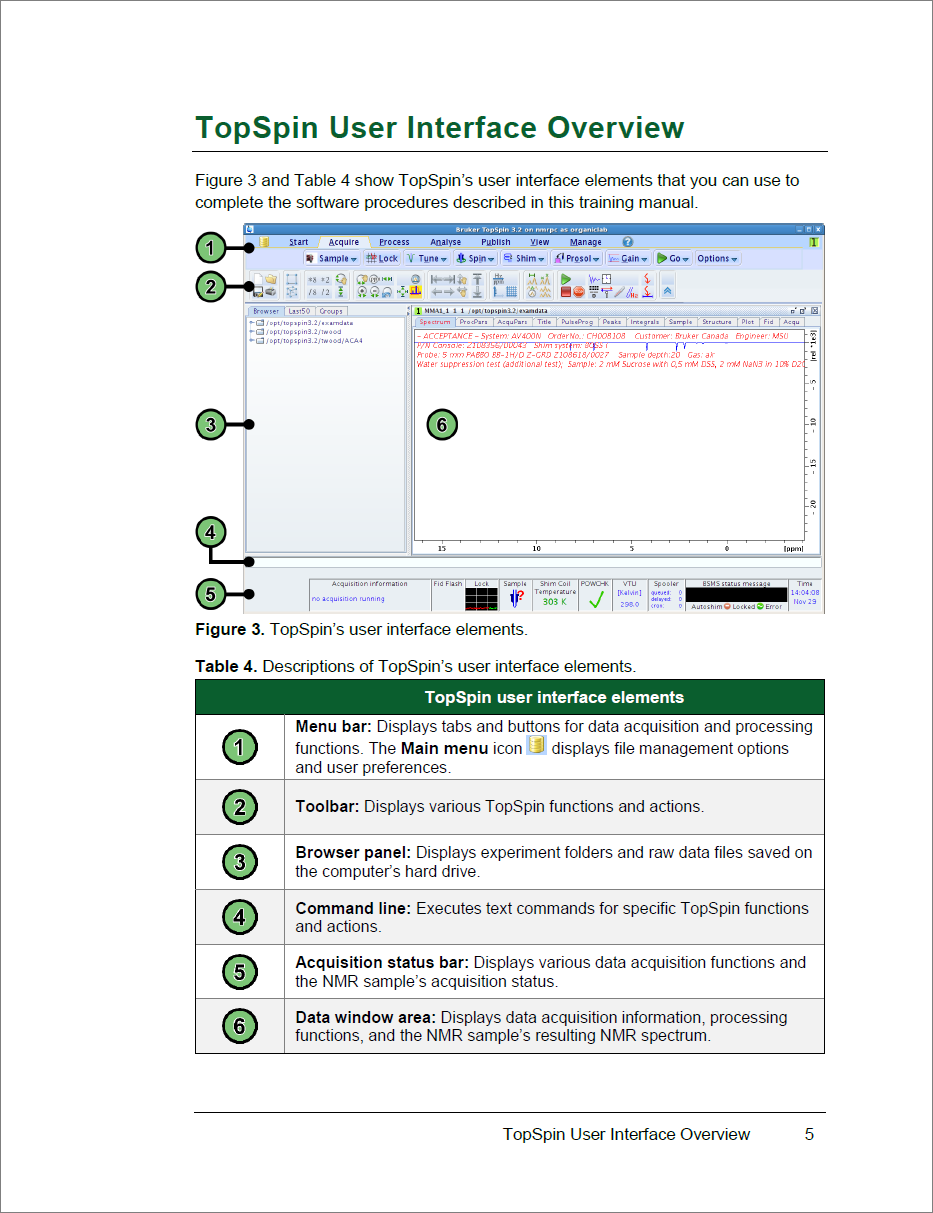 TopSpin User Interface Overview
Figure 3 and Table 4 show TopSpin's user interface elements that you can use to
complete the software procedures described in this training manual.
Bruker TopSpin 3.2 on nmrpc as organiclab
Start Acquire Process Analyse Publish View Manage ?
Sample Lock Tune Spin Shim Prosol Gain Go Options
*8 *2
/8 /2
Browser Last50 Groups
/opt/topspin3.2/examdata
/opt/topspin3.2/twood
/opt/topspin3.2/twood/ACA4
1 MMA1_1 1 1 /opt/topspin3.2/examdata
Spectrum ProcPars AcquPars Title PulseProg Peaks Integrals Sample Structure Plot Fid Acqu
- ACCEPTANCE - System: AV400N OrderNo.: CH008108 Customer: Bruker Canada Engineer: MSU
P/N Console: Z108356/00043 Shim system: BOSS I
Probe: 5 mm PABBO BB-1H/D Z-GRD Z108618/0027 Sample depth:20 Gas: air
Water suppression test (additional test); Sample: 2 mM Sucrose with 0,5 mM DSS, 2 mM NaN3 in 10% D2O
[rel 1e3]
- 5
- 10
- 15
- 20
15 10 5 0 [ppm]
1
2
3
4
5
6
Acquisition information Fid Flash Lock Sample Shim Coil Temperature POWCHK VTU Spooler BSMS status message Time
no acquisition running
303 K
[Kelvin]
298.0
queued: 0
delayed: 0
cron: 0
Autoshim Locked Error
14:04:08
Nov 29
Figure 3. TopSpin's user interface elements.
Table 4. Descriptions of TopSpin's user interface elements.
TopSpin user interface elements
1
Menu bar: Displays tabs and buttons for data acquisition and processing
functions. The Main menu icon displays file management options
and user preferences.
2
Toolbar: Displays various TopSpin functions and actions.
3
Browser panel: Displays experiment folders and raw data files saved on
the computer's hard drive.
4
Command line: Executes text commands for specific TopSpin functions
and actions.
5
Acquisition status bar: Displays various data acquisition functions and
the NMR sample's acquisition status.
6
Data window area: Displays data acquisition information, processing
functions, and the NMR sample's resulting NMR spectrum.
TopSpin User Interface Overview 5